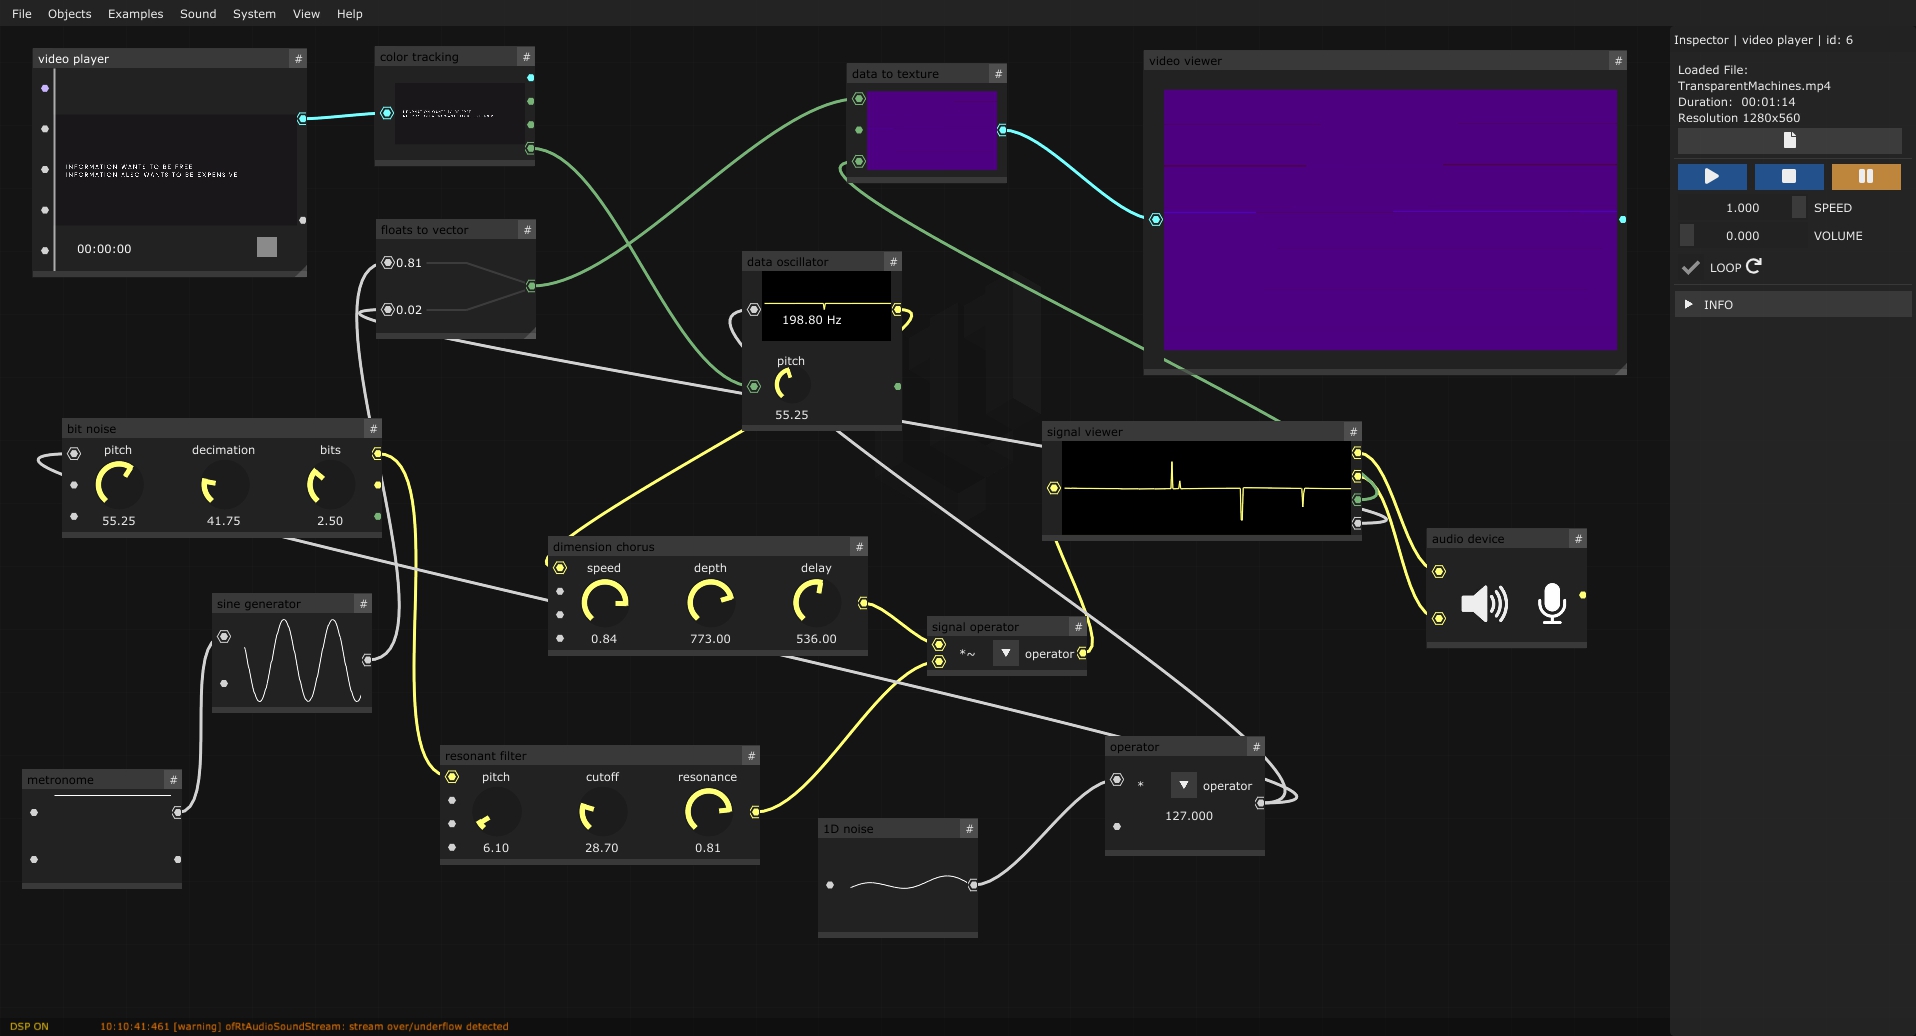 File Objects Examples Sound System View Help
Inspector | video player | id: 6
Loaded File:
TransparentMachines.mp4
Duration: 00:01:14
Resolution 1280x560
1.000 SPEED
0.000 VOLUME
LOOP
INFO
video player #
INFORMATION WANTS TO BE FREE
INFORMATION ALSO WANTS TO BE EXPENSIVE
00:00:00
color tracking #
data to texture #
video viewer #
floats to vector #
0.81
0.02
data oscillator #
198.80 Hz
pitch
55.25
bit noise #
pitch decimation bits
55.25 41.75 2.50
signal viewer #
audio device #
dimension chorus #
speed depth delay
0.84 773.00 536.00
sine generator #
signal operator #
*~ operator
metronome #
resonant filter #
pitch cutoff resonance
6.10 28.70 0.81
operator #
* operator
127.000
1D noise #
DSP ON 10:10:41:461 [warning] ofRtAudioSoundStream: stream over/underflow detected